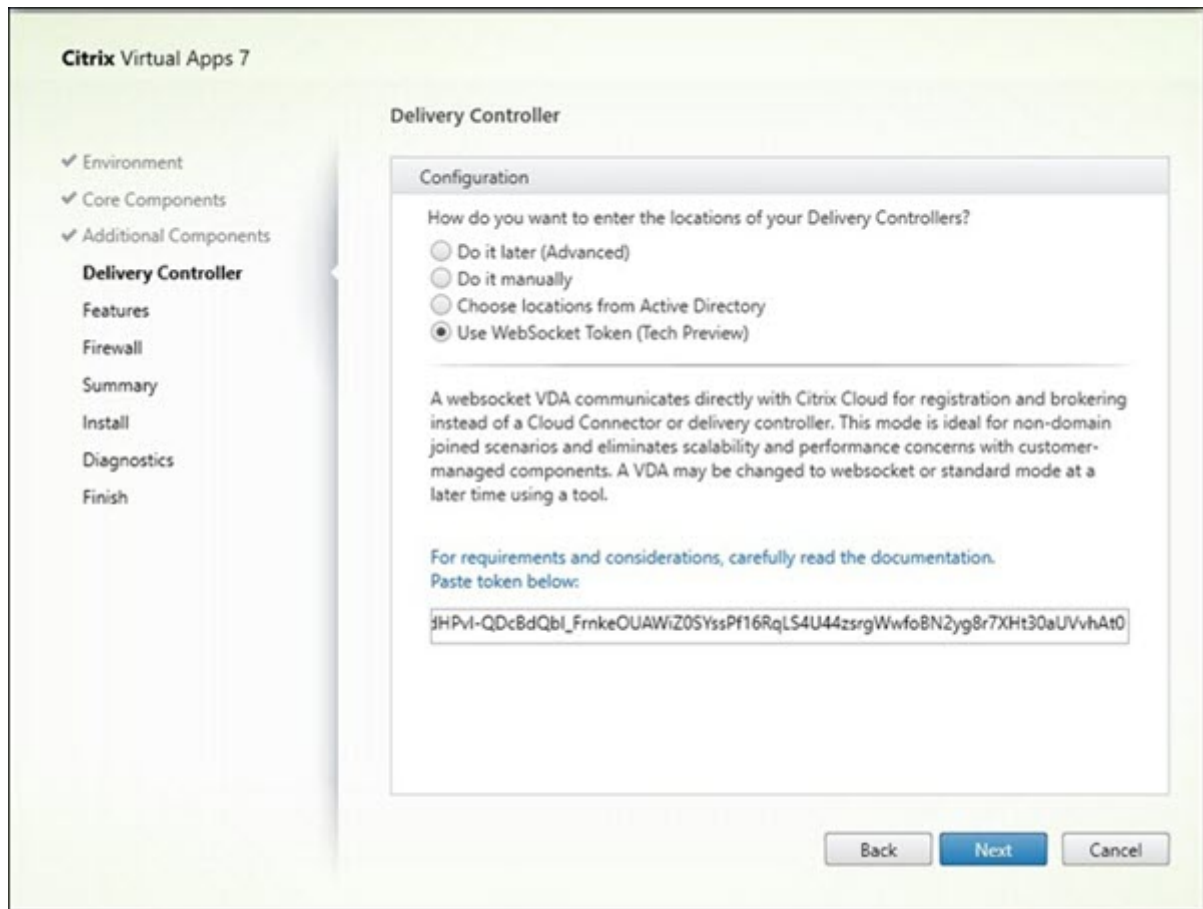 Citrix Virtual Apps 7
Delivery Controller
Environment
Core Components
Additional Components
Delivery Controller
Features
Firewall
Summary
Install
Diagnostics
Finish
Configuration
How do you want to enter the locations of your Delivery Controllers?
Do it later (Advanced)
Do it manually
Choose locations from Active Directory
Use WebSocket Token (Tech Preview)
A websocket VDA communicates directly with Citrix Cloud for registration and brokering
instead of a Cloud Connector or delivery controller. This mode is ideal for non-domain
joined scenarios and eliminates scalability and performance concerns with customer-
managed components. A VDA may be changed to websocket or standard mode at a
later time using a tool.
For requirements and considerations, carefully read the documentation.
Paste token below:
Back
Next
Cancel